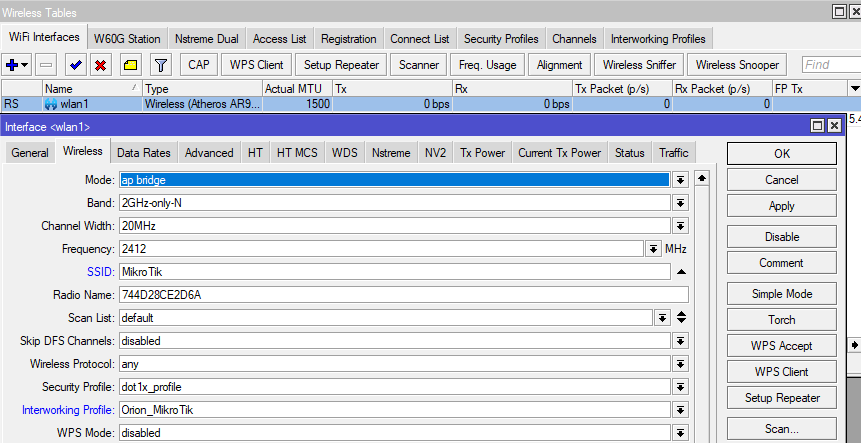 Wireless Tables
WiFi Interfaces W60G Station Nstreme Dual Access List Registration Connect List Security Profiles Channels Interworking Profiles
CAP WPS Client Setup Repeater Scanner Freq. Usage Alignment Wireless Sniffer Wireless Snooper Find
Name Type Actual MTU Tx Rx Tx Packet (p/s) Rx Packet (p/s) FP Tx
RS wlan1 Wireless (Atheros AR9... 1500 0 bps 0 bps 0 0
5.4
Interface <wlan1>
General Wireless Data Rates Advanced HT HT MCS WDS Nstreme NV2 Tx Power Current Tx Power Status Traffic
Mode: ap bridge
Band: 2GHz-only-N
Channel Width: 20MHz
Frequency: 2412 MHz
SSID: MikroTik
Radio Name: 744D28CE2D6A
Scan List: default
Skip DFS Channels: disabled
Wireless Protocol: any
Security Profile: dot1x_profile
Interworking Profile: Orion_MikroTik
WPS Mode: disabled
OK
Cancel
Apply
Disable
Comment
Simple Mode
Torch
WPS Accept
WPS Client
Setup Repeater
Scan...